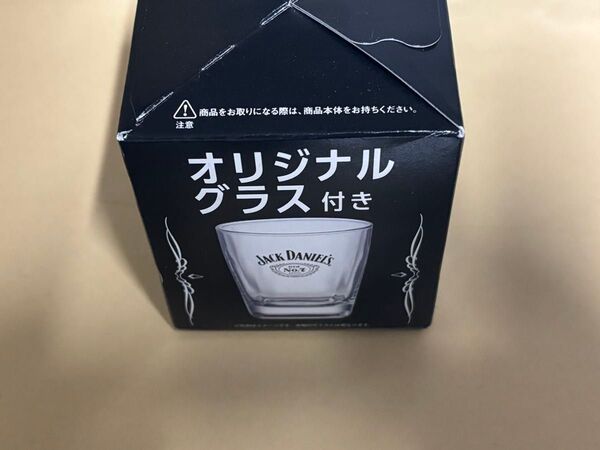 商品をお取りになる際は、商品本体をお持ちください。
注意
オリジナル
グラス付き
JACK DANIEL'S
OLD
No.7